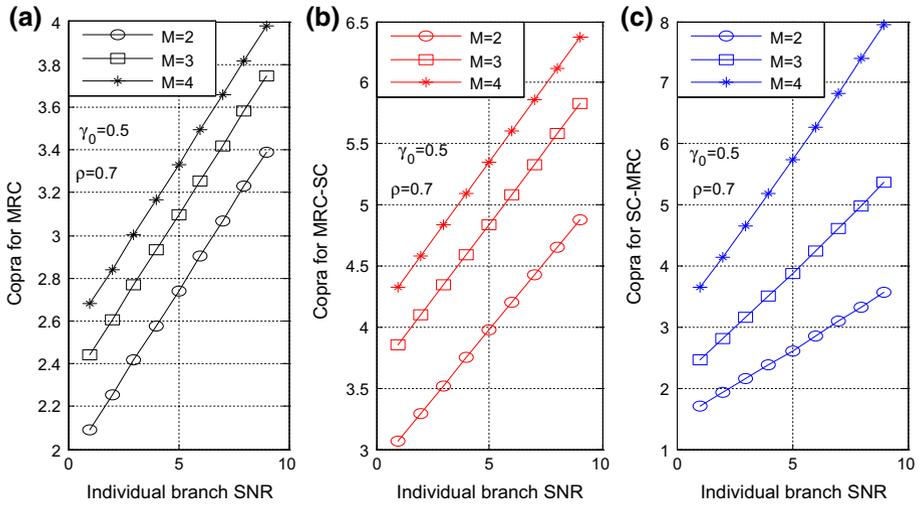 (a)
Copra for MRC
4
3.8
3.6
3.4
3.2
3
2.8
2.6
2.4
2.2
2
M=2
M=3
M=4
γ0=0.5
ρ=0.7
0
5
10
Individual branch SNR
(b)
Copra for MRC-SC
6.5
6
5.5
5
4.5
4
3.5
3
M=2
M=3
M=4
γ0=0.5
ρ=0.7
0
5
10
Individual branch SNR
(c)
Copra for SC-MRC
8
7
6
5
4
3
2
1
M=2
M=3
M=4
γ0=0.5
ρ=0.7
0
5
10
Individual branch SNR